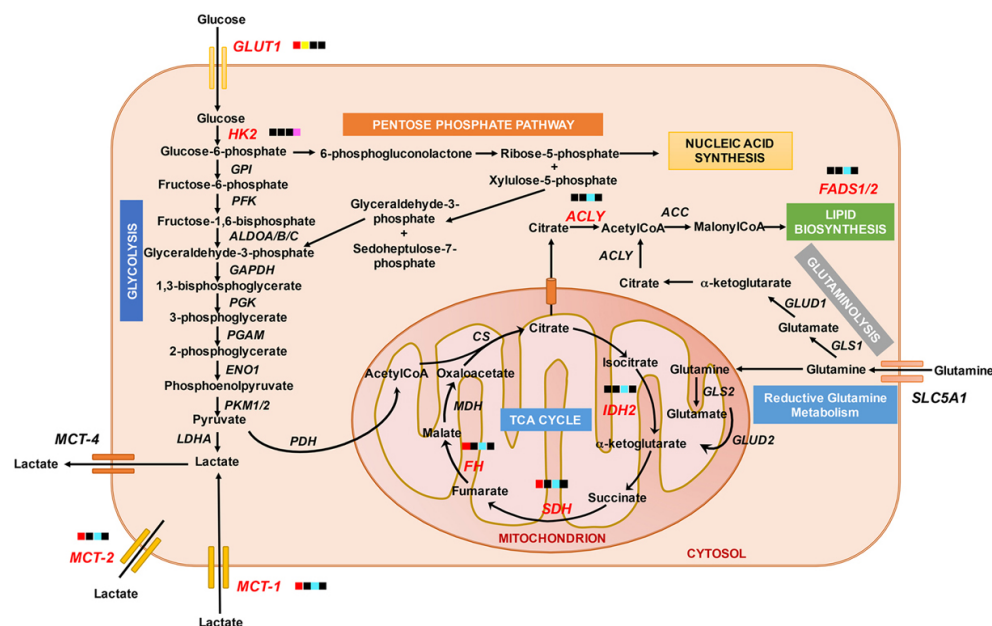 Glucose
GLUT1
Glucose
HK2
Glucose-6-phosphate
GPI
Fructose-6-phosphate
PFK
Fructose-1,6-bisphosphate
ALDOA/B/C
Glyceraldehyde-3-phosphate
GAPDH
1,3-bisphosphoglycerate
PGK
3-phosphoglycerate
PGAM
2-phosphoglycerate
ENO1
Phosphoenolpyruvate
PKM1/2
Pyruvate
LDHA
Lactate
GLYCOLYSIS
MCT-4
Lactate
MCT-2
Lactate
MCT-1
Lactate
PDH
PENTOSE PHOSPHATE PATHWAY
6-phosphogluconolactone
Ribose-5-phosphate
+
Xylulose-5-phosphate
Glyceraldehyde-3-
phosphate
+
Sedoheptulose-7-
phosphate
NUCLEIC ACID
SYNTHESIS
FADS1/2
LIPID
BIOSYNTHESIS
ACLY
Citrate
AcetylCoA
ACC
MalonylCoA
ACLY
Citrate
α-ketoglutarate
GLUD1
Glutamate
GLS1
Glutamine
GLUTAMINOLYSIS
Glutamine
SLC5A1
Reductive Glutamine
Metabolism
Citrate
CS
AcetylCoA
Oxaloacetate
MDH
Malate
FH
Fumarate
SDH
Succinate
α-ketoglutarate
IDH2
Isocitrate
TCA CYCLE
Glutamine
GLS2
Glutamate
GLUD2
MITOCHONDRION
CYTOSOL